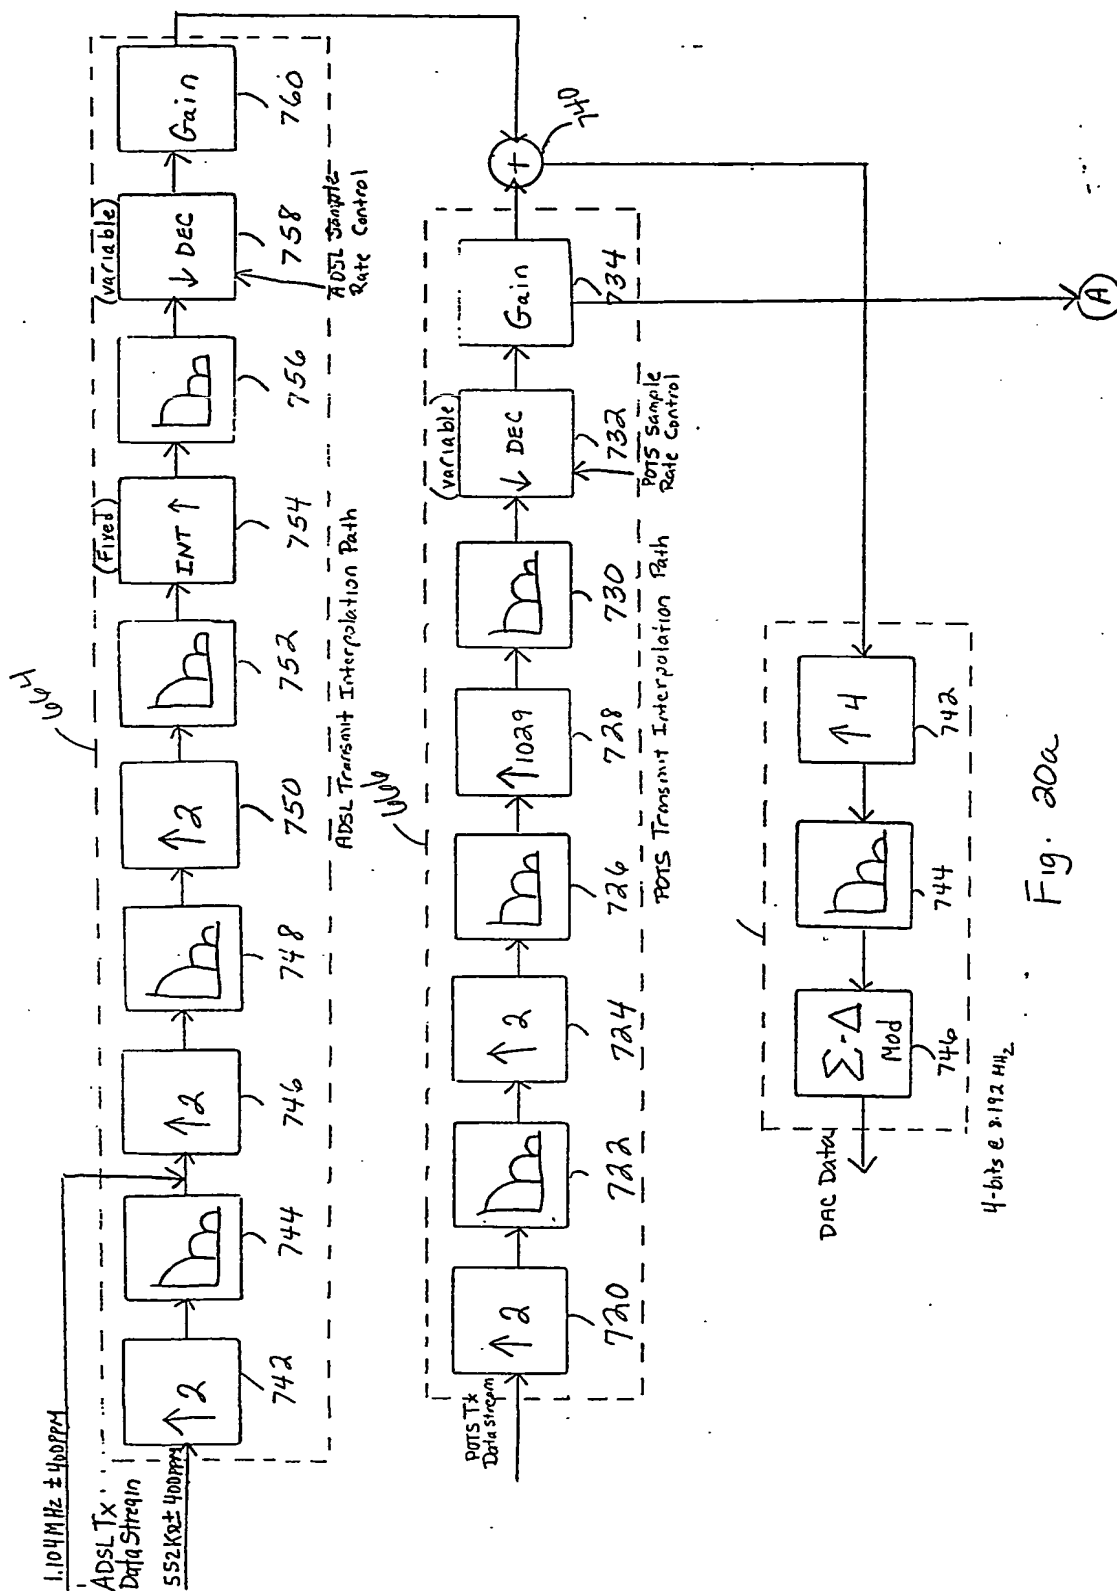 1.104MHz ± 400PPM
ADSL Tx
Data Stream
552K ± 400PPM
↑2
742
744
↑2
746
748
↑2
750
752
(Fixed)
INT ↑
754
756
(variable)
↓ DEC
758
ADSL Sample
Rate Control
Gain
760
664
ADSL Transmit Interpolation Path
POTS Tx
Data Stream
↑2
720
722
↑2
724
726
↑1029
728
730
(variable)
↓ DEC
732
POTS Sample
Rate Control
Gain
734
666
POTS Transmit Interpolation Path
+
740
A
↑4
742
744
Σ-Δ
Mod
746
DAC Data
4-bits @ 8.192 MHz
Fig. 20a